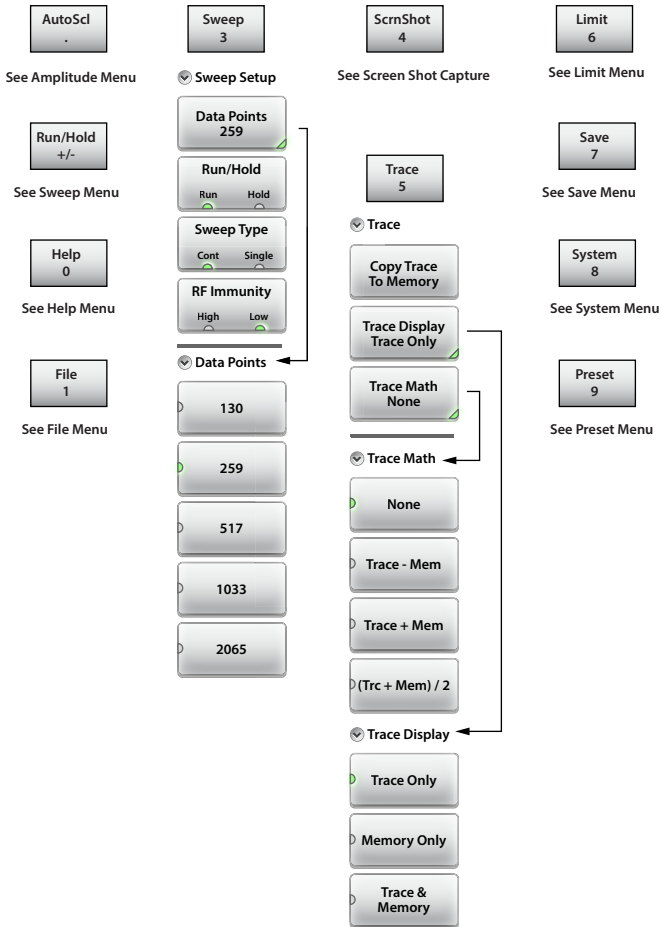 AutoScl
.
See Amplitude Menu
Run/Hold
+/-
See Sweep Menu
Help
0
See Help Menu
File
1
See File Menu
Sweep
3
Sweep Setup
Data Points
259
Run/Hold
Run Hold
Sweep Type
Cont Single
RF Immunity
High Low
Data Points
130
259
517
1033
2065
ScrnShot
4
See Screen Shot Capture
Trace
5
Trace
Copy Trace
To Memory
Trace Display
Trace Only
Trace Math
None
Trace Math
None
Trace - Mem
Trace + Mem
(Trc + Mem) / 2
Trace Display
Trace Only
Memory Only
Trace &
Memory
Limit
6
See Limit Menu
Save
7
See Save Menu
System
8
See System Menu
Preset
9
See Preset Menu